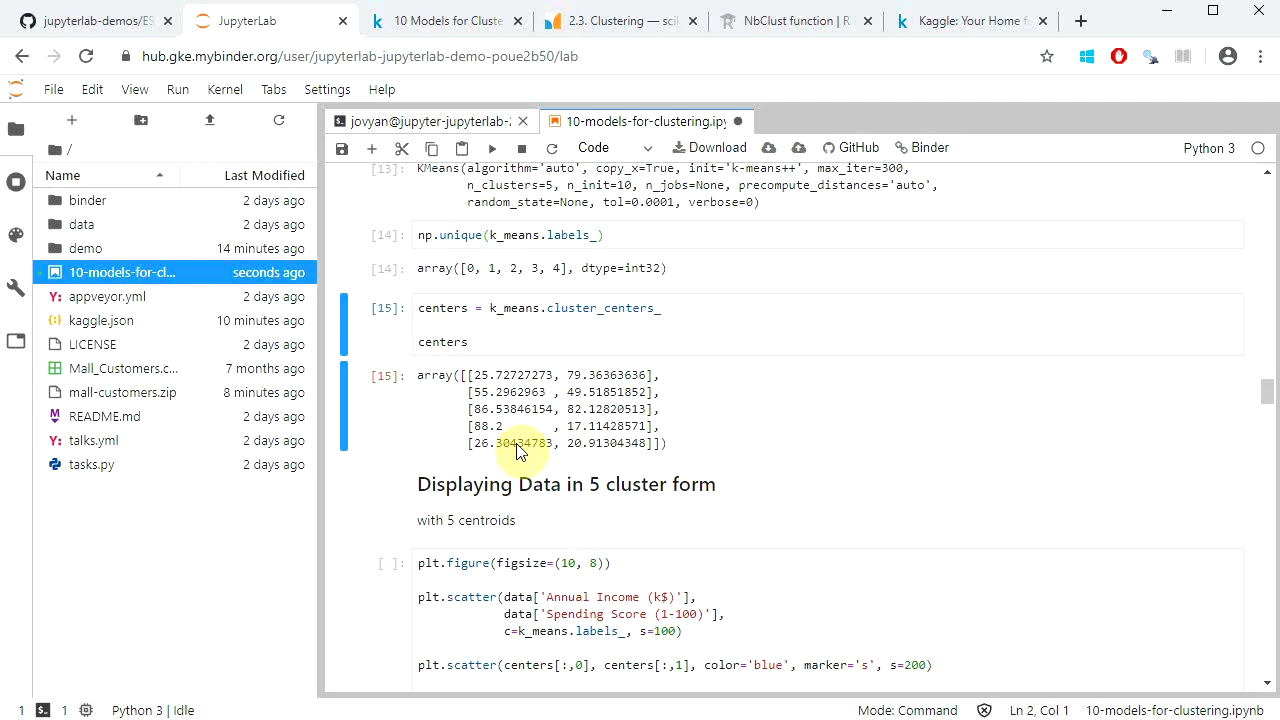 jupyterlab-demos/ES
JupyterLab
10 Models for Cluste
2.3. Clustering — sci
NbClust function | R
Kaggle: Your Home f
hub.gke.mybinder.org/user/jupyterlab-jupyterlab-demo-poue2b50/lab
File Edit View Run Kernel Tabs Settings Help
jovyan@jupyter-jupyterlab-
10-models-for-clustering.ipy
Code
Download
GitHub
Binder
Python 3
/
Name Last Modified
binder 2 days ago
data 2 days ago
demo 14 minutes ago
10-models-for-cl... seconds ago
appveyor.yml 2 days ago
kaggle.json 10 minutes ago
LICENSE 2 days ago
Mall_Customers.c... 7 months ago
mall-customers.zip 8 minutes ago
README.md 2 days ago
talks.yml 2 days ago
tasks.py 2 days ago
[13]: KMeans(algorithm='auto', copy_x=True, init='k-means++', max_iter=300,
n_clusters=5, n_init=10, n_jobs=None, precompute_distances='auto',
random_state=None, tol=0.0001, verbose=0)
[14]: np.unique(k_means.labels_)
[14]: array([0, 1, 2, 3, 4], dtype=int32)
[15]: centers = k_means.cluster_centers_
centers
[15]: array([[25.72727273, 79.36363636],
[55.2962963 , 49.51851852],
[86.53846154, 82.12820513],
[88.2 , 17.11428571],
[26.30434783, 20.91304348]])
Displaying Data in 5 cluster form
with 5 centroids
[ ]: plt.figure(figsize=(10, 8))
plt.scatter(data['Annual Income (k$)'],
data['Spending Score (1-100)'],
c=k_means.labels_, s=100)
plt.scatter(centers[:,0], centers[:,1], color='blue', marker='s', s=200)
1 1 Python 3 | Idle Mode: Command Ln 2, Col 1 10-models-for-clustering.ipynb